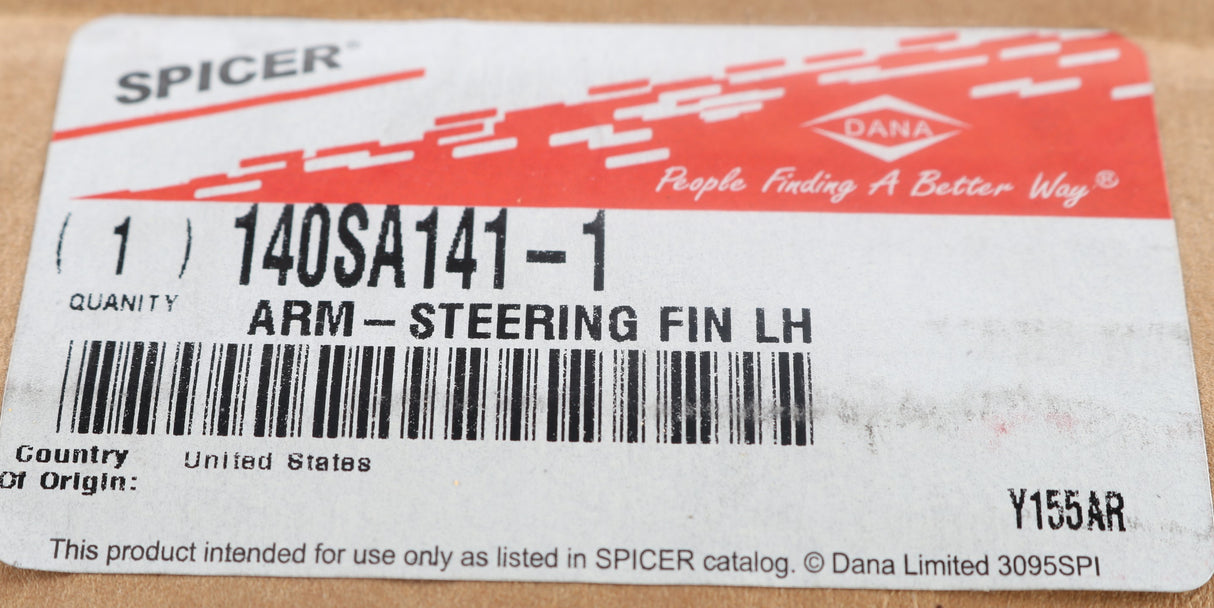 SPICER®
DANA
People Finding A Better Way®
( 1 ) 140SA141-1
QUANITY
ARM-STEERING FIN LH
Country Of Origin: United States
Y155AR
This product intended for use only as listed in SPICER catalog. © Dana Limited 3095SPI